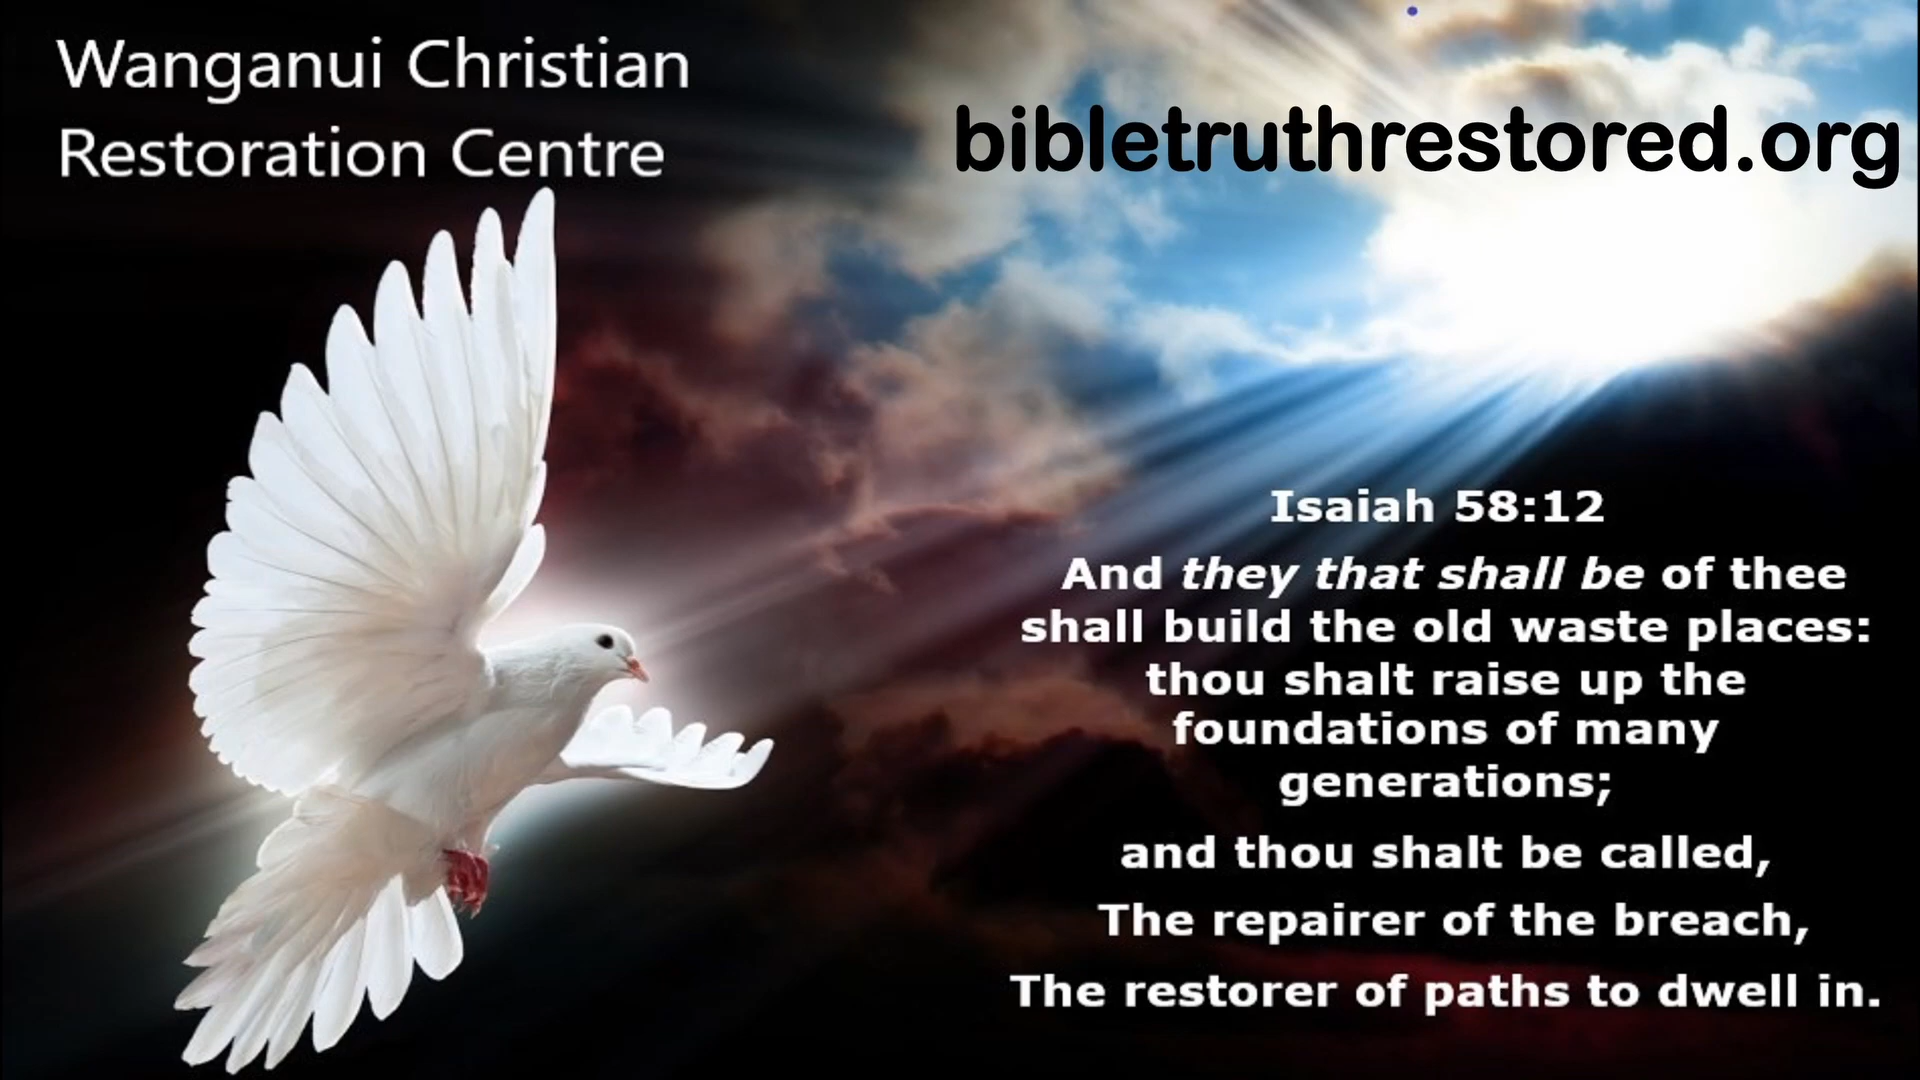 Wanganui Christian
Restoration Centre
bibletruthrestored.org
Isaiah 58:12
And they that shall be of thee
shall build the old waste places:
thou shalt raise up the
foundations of many
generations;
and thou shalt be called,
The repairer of the breach,
The restorer of paths to dwell in.